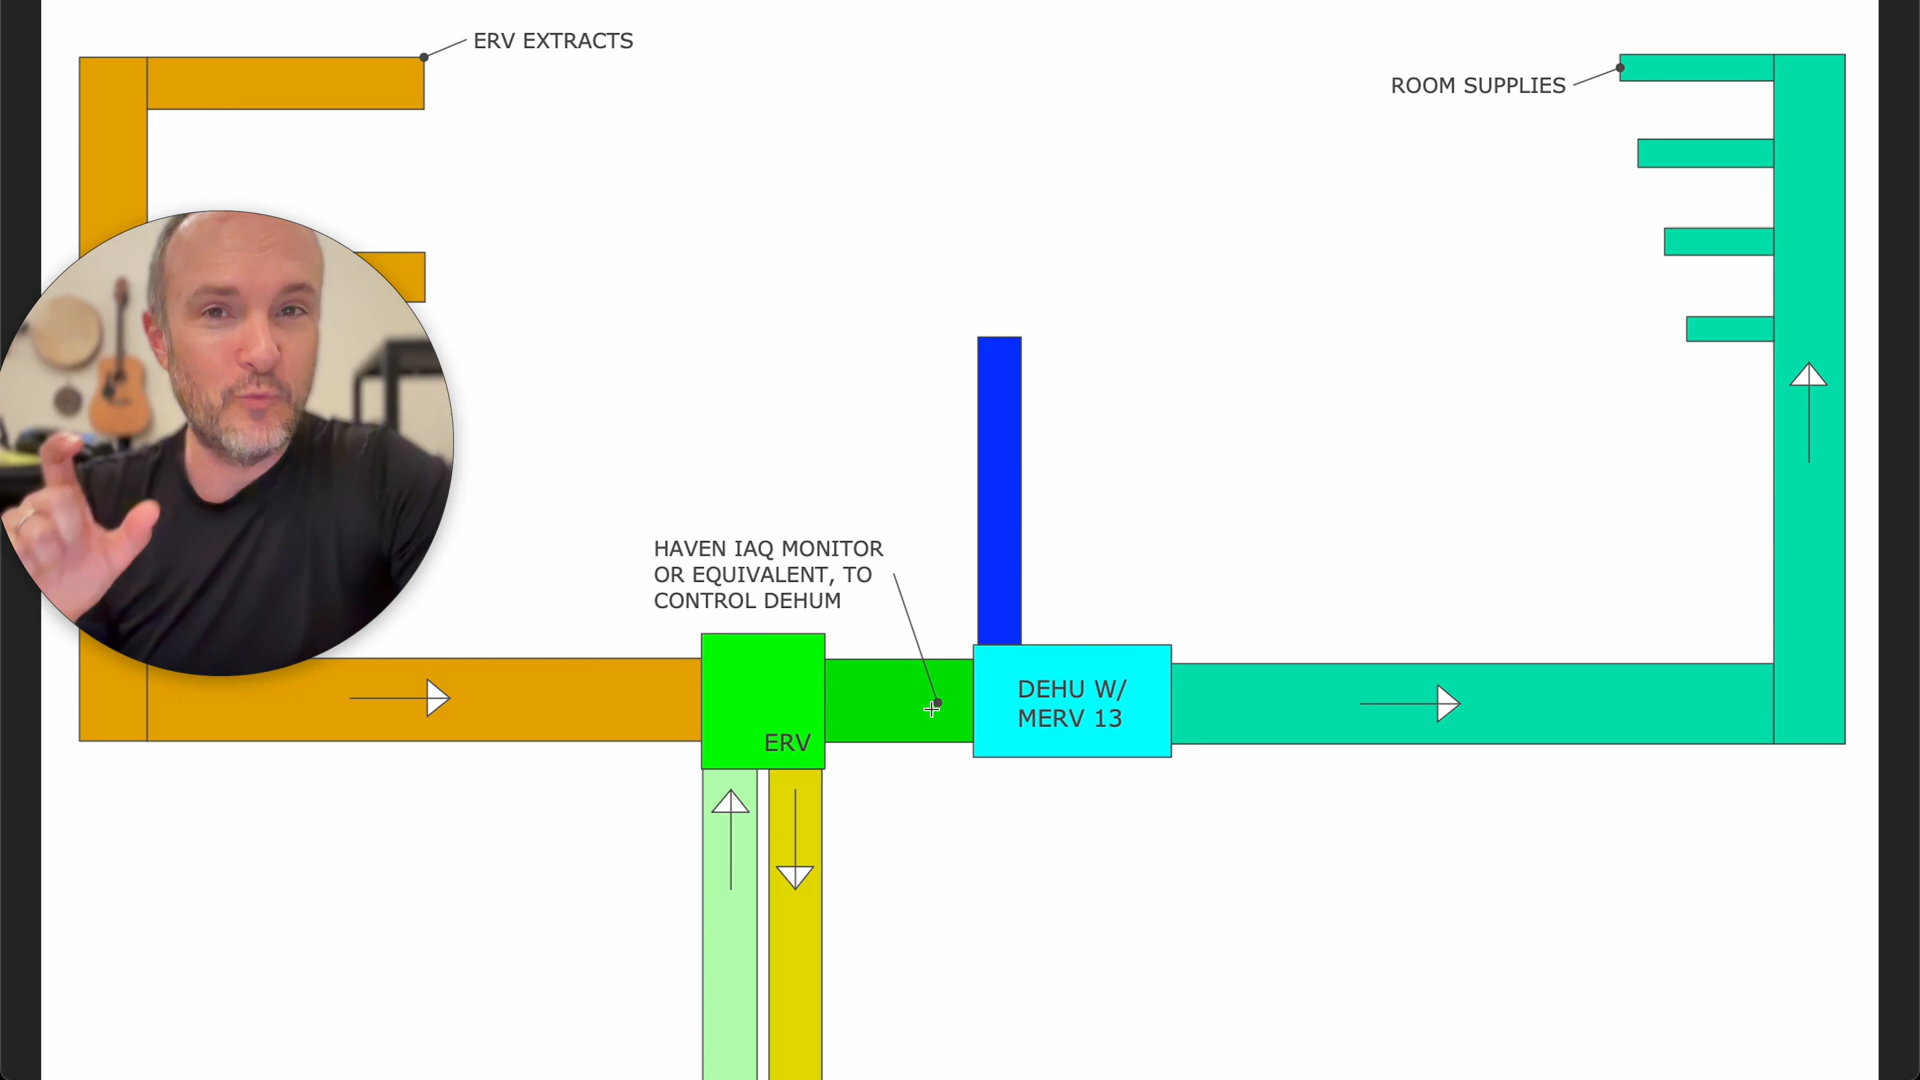 ERV EXTRACTS
ROOM SUPPLIES
HAVEN IAQ MONITOR
OR EQUIVALENT, TO
CONTROL DEHUM
DEHU W/
MERV 13
ERV